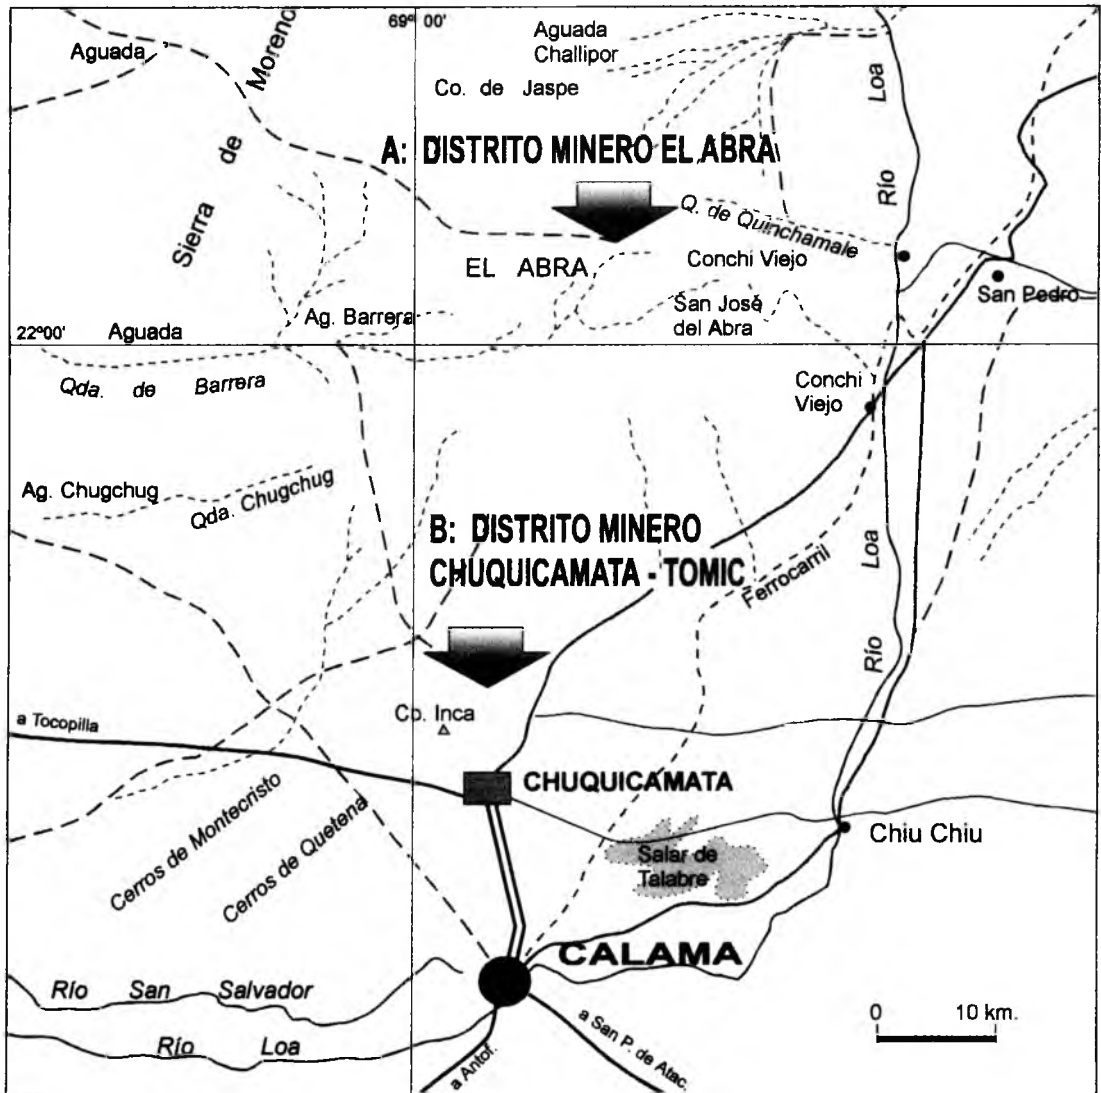 69º 00'
Aguada
Sierra de Moreno
Aguada
Challipor
Co. de Jaspe
Río Loa
A: DISTRITO MINERO EL ABRA
Q. de Quinchamale
EL ABRA
Conchi Viejo
San Pedro
Ag. Barrera
San José
del Abra
22º00'
Aguada
Qda. de Barrera
Conchi
Viejo
Ag. Chugchug
Qda. Chugchug
B: DISTRITO MINERO
CHUQUICAMATA - TOMIC
Ferrocarril
Río Loa
a Tocopilla
Co. Inca
CHUQUICAMATA
Cerros de Montecristo
Cerros de Quetena
Salar de
Talabre
Chiu Chiu
CALAMA
Río San Salvador
Río Loa
a Antof.
a San P. de Atac.
0 10 km.